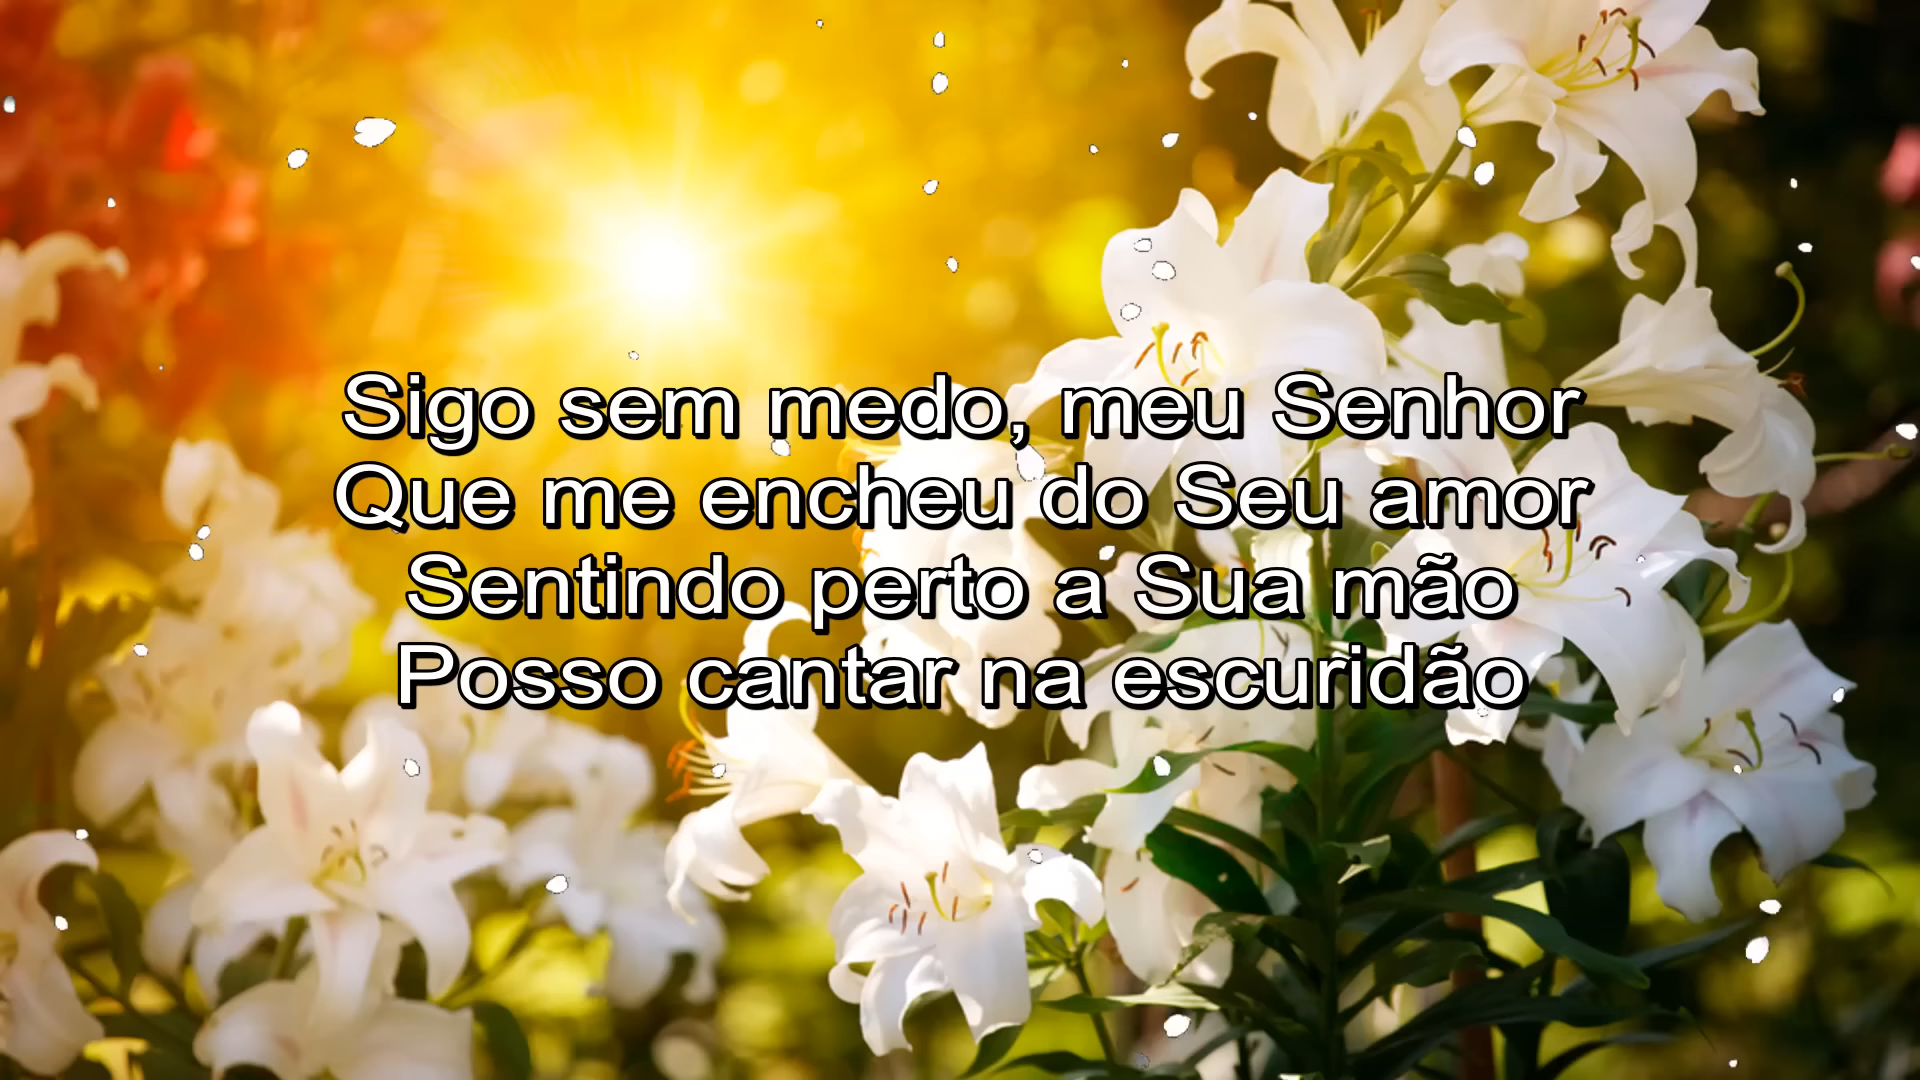 Sigo sem medo, meu Senhor
Que me encheu do Seu amor
Sentindo perto a Sua mão
Posso cantar na escuridão